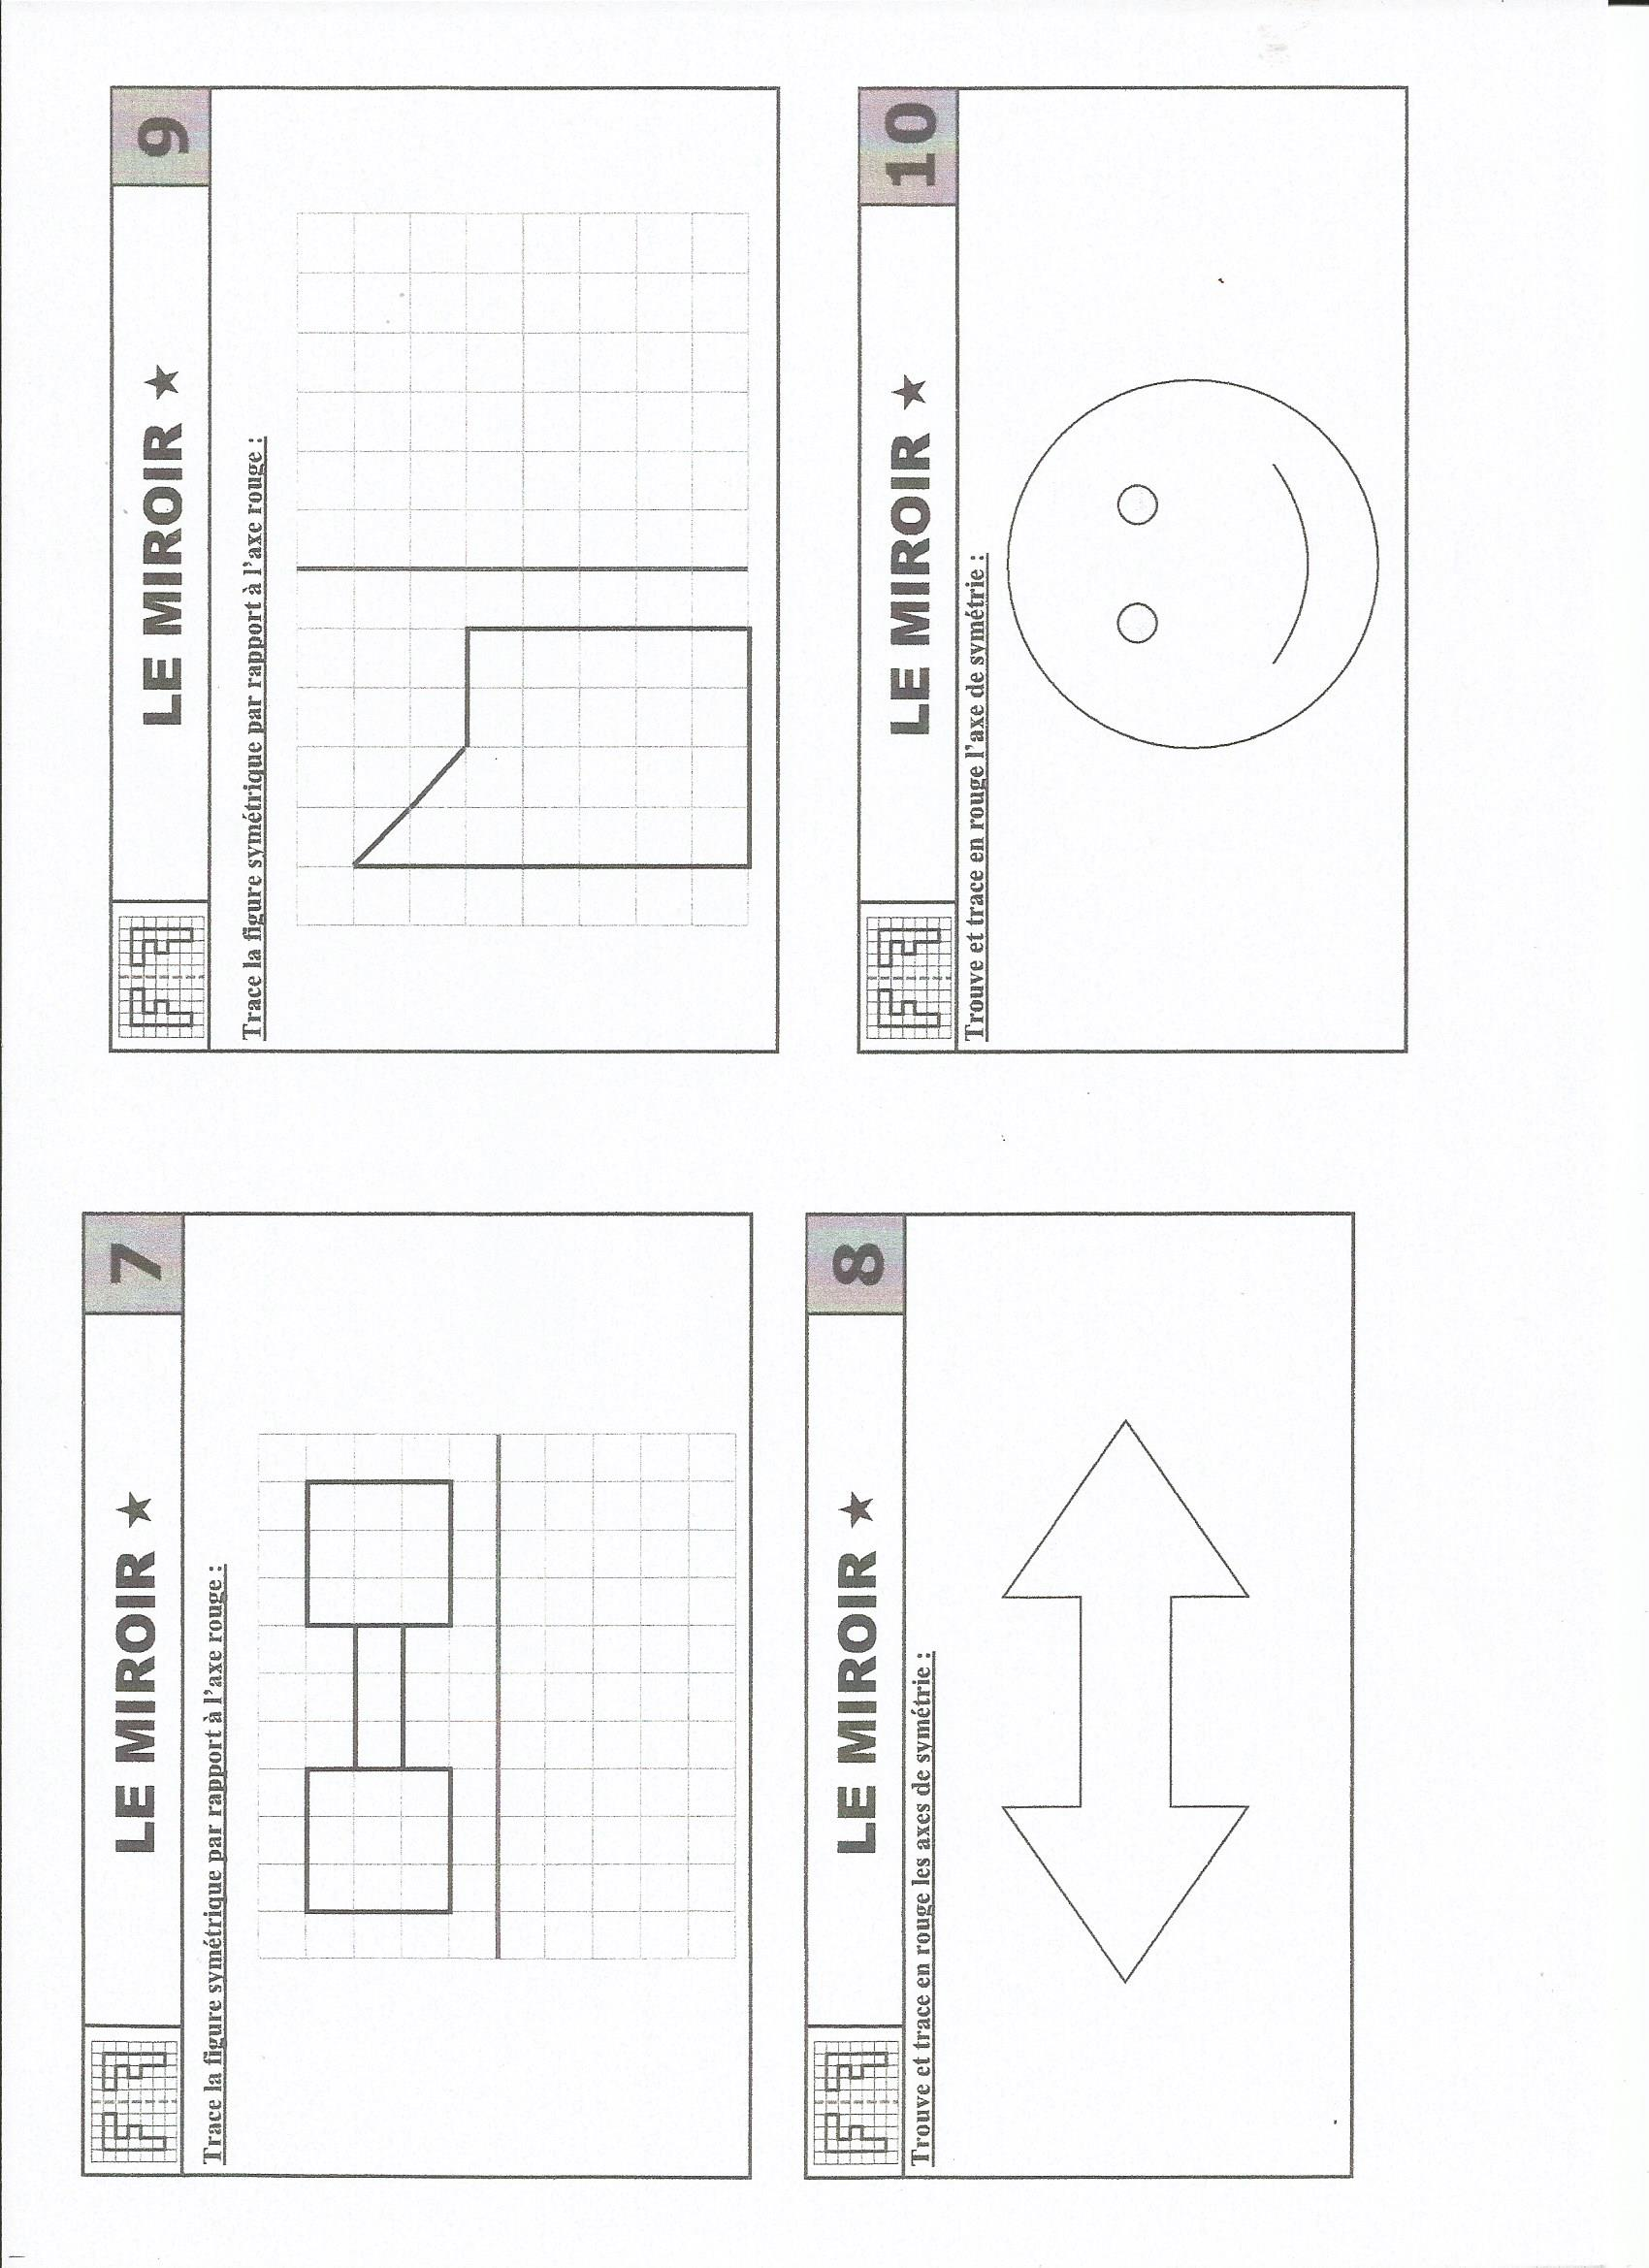 LE MIROIR ★ 7
Trace la figure symétrique par rapport à l'axe rouge :
LE MIROIR ★ 8
Trouve et trace en rouge les axes de symétrie :
LE MIROIR ★ 9
Trace la figure symétrique par rapport à l'axe rouge :
LE MIROIR ★ 10
Trouve et trace en rouge l'axe de symétrie :